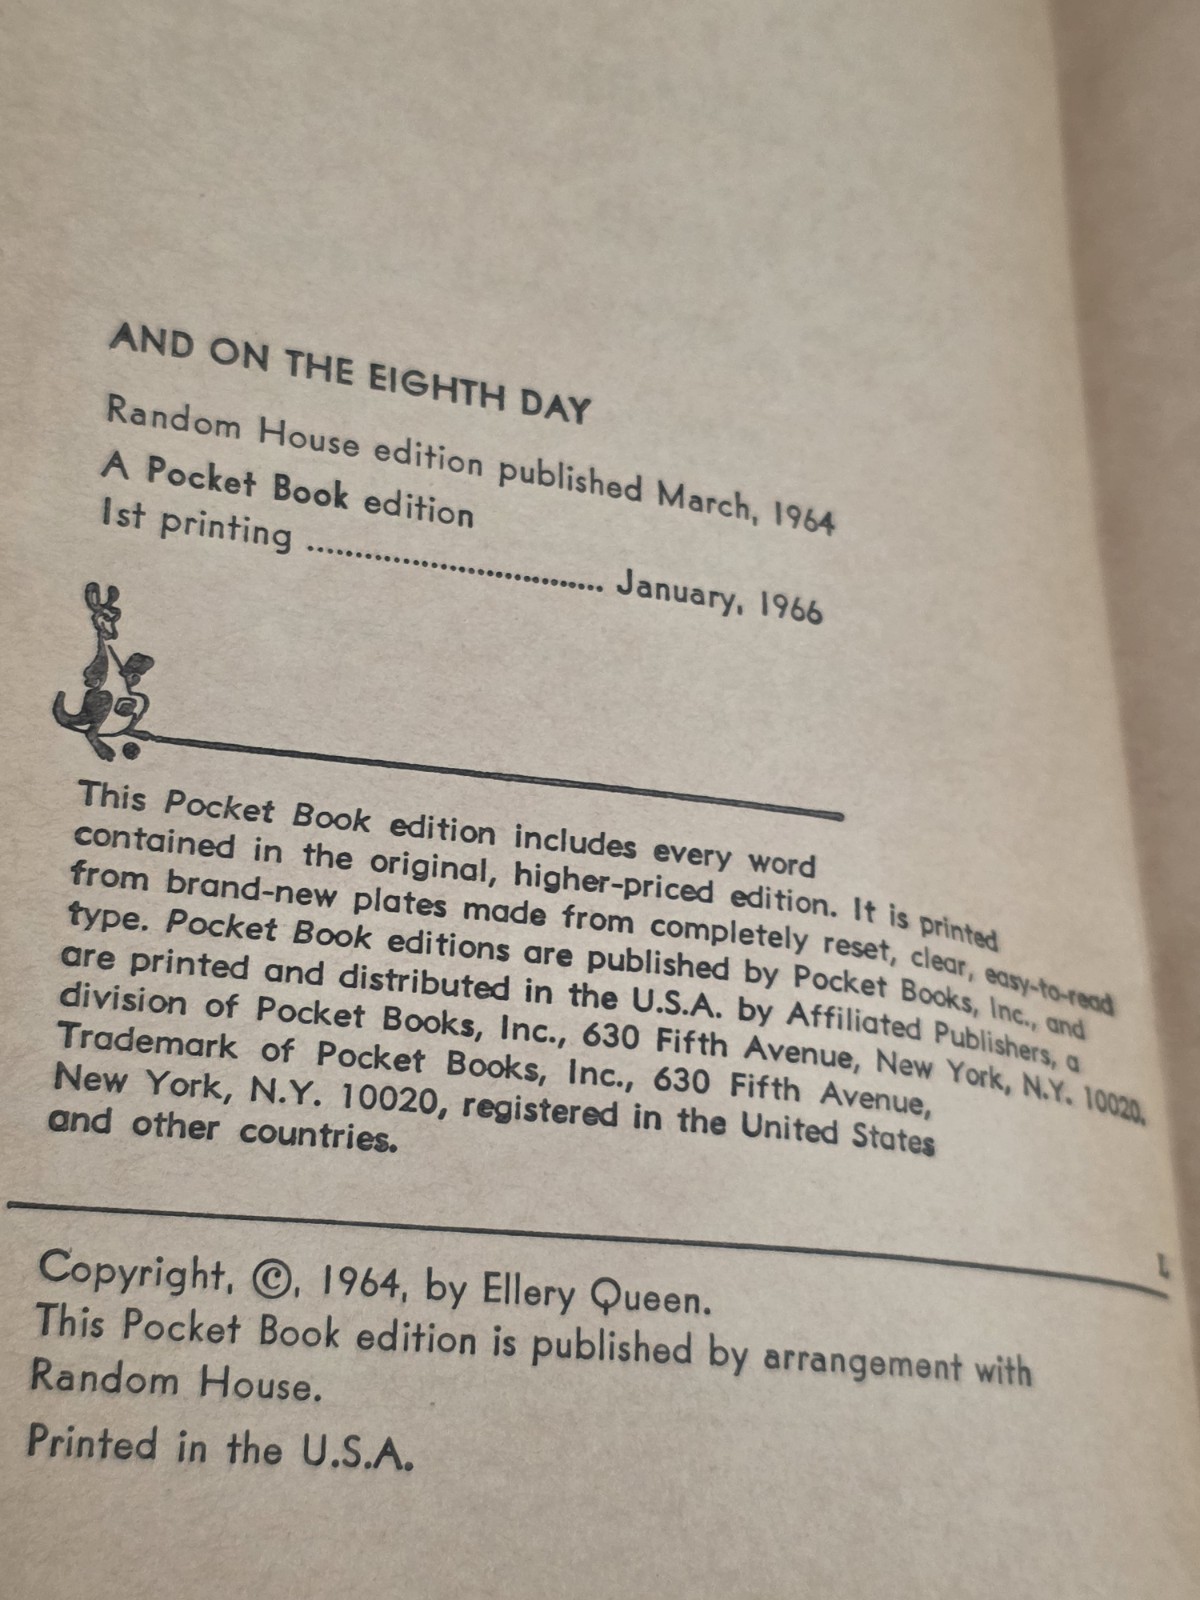 AND ON THE EIGHTH DAY
Random House edition published March, 1964
A Pocket Book edition
1st printing ................................ January, 1966
This Pocket Book edition includes every word
contained in the original, higher-priced edition. It is printed
from brand-new plates made from completely reset, clear, easy-to-read
type. Pocket Book editions are published by Pocket Books, Inc., and
are printed and distributed in the U.S.A. by Affiliated Publishers, a
division of Pocket Books, Inc., 630 Fifth Avenue, New York, N.Y. 10020.
Trademark of Pocket Books, Inc., 630 Fifth Avenue,
New York, N.Y. 10020, registered in the United States
and other countries.
L
Copyright, ©, 1964, by Ellery Queen.
This Pocket Book edition is published by arrangement with
Random House.
Printed in the U.S.A.